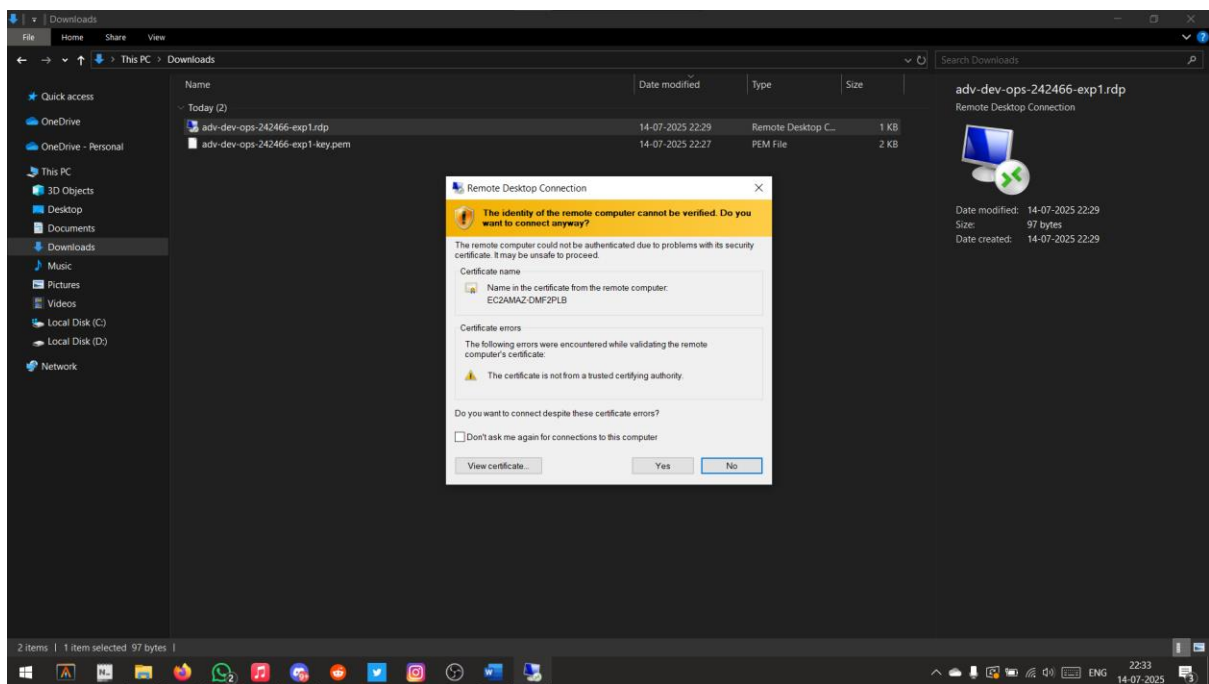 Downloads
File Home Share View
This PC > Downloads
Search Downloads
Quick access
OneDrive
OneDrive - Personal
This PC
3D Objects
Desktop
Documents
Downloads
Music
Pictures
Videos
Local Disk (C:)
Local Disk (D:)
Network
Name Date modified Type Size
Today (2)
adv-dev-ops-242466-exp1.rdp 14-07-2025 22:29 Remote Desktop C... 1 KB
adv-dev-ops-242466-exp1-key.pem 14-07-2025 22:27 PEM File 2 KB
Remote Desktop Connection
The identity of the remote computer cannot be verified. Do you
want to connect anyway?
The remote computer could not be authenticated due to problems with its security
certificate. It may be unsafe to proceed.
Certificate name
Name in the certificate from the remote computer:
EC2AMAZ-DMF2PLB
Certificate errors
The following errors were encountered while validating the remote
computer's certificate:
The certificate is not from a trusted certifying authority.
Do you want to connect despite these certificate errors?
Don't ask me again for connections to this computer
View certificate... Yes No
adv-dev-ops-242466-exp1.rdp
Remote Desktop Connection
Date modified: 14-07-2025 22:29
Size: 97 bytes
Date created: 14-07-2025 22:29
2 items 1 item selected 97 bytes
ENG
22:33
14-07-2025